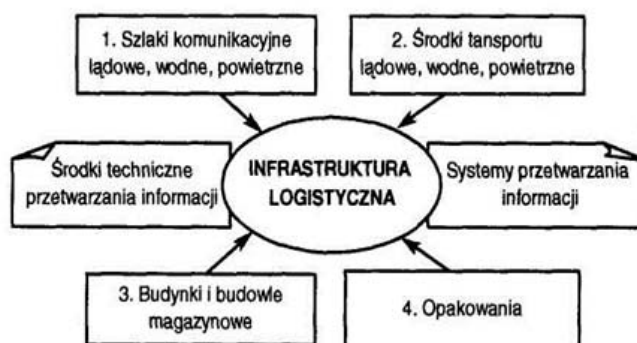 1. Szlaki komunikacyjne
lądowe, wodne, powietrzne
2. Środki tansportu
lądowe, wodne, powietrzne
Środki techniczne
przetwarzania informacji
INFRASTRUKTURA
LOGISTYCZNA
Systemy przetwarzania
informacji
3. Budynki i budowle
magazynowe
4. Opakowania